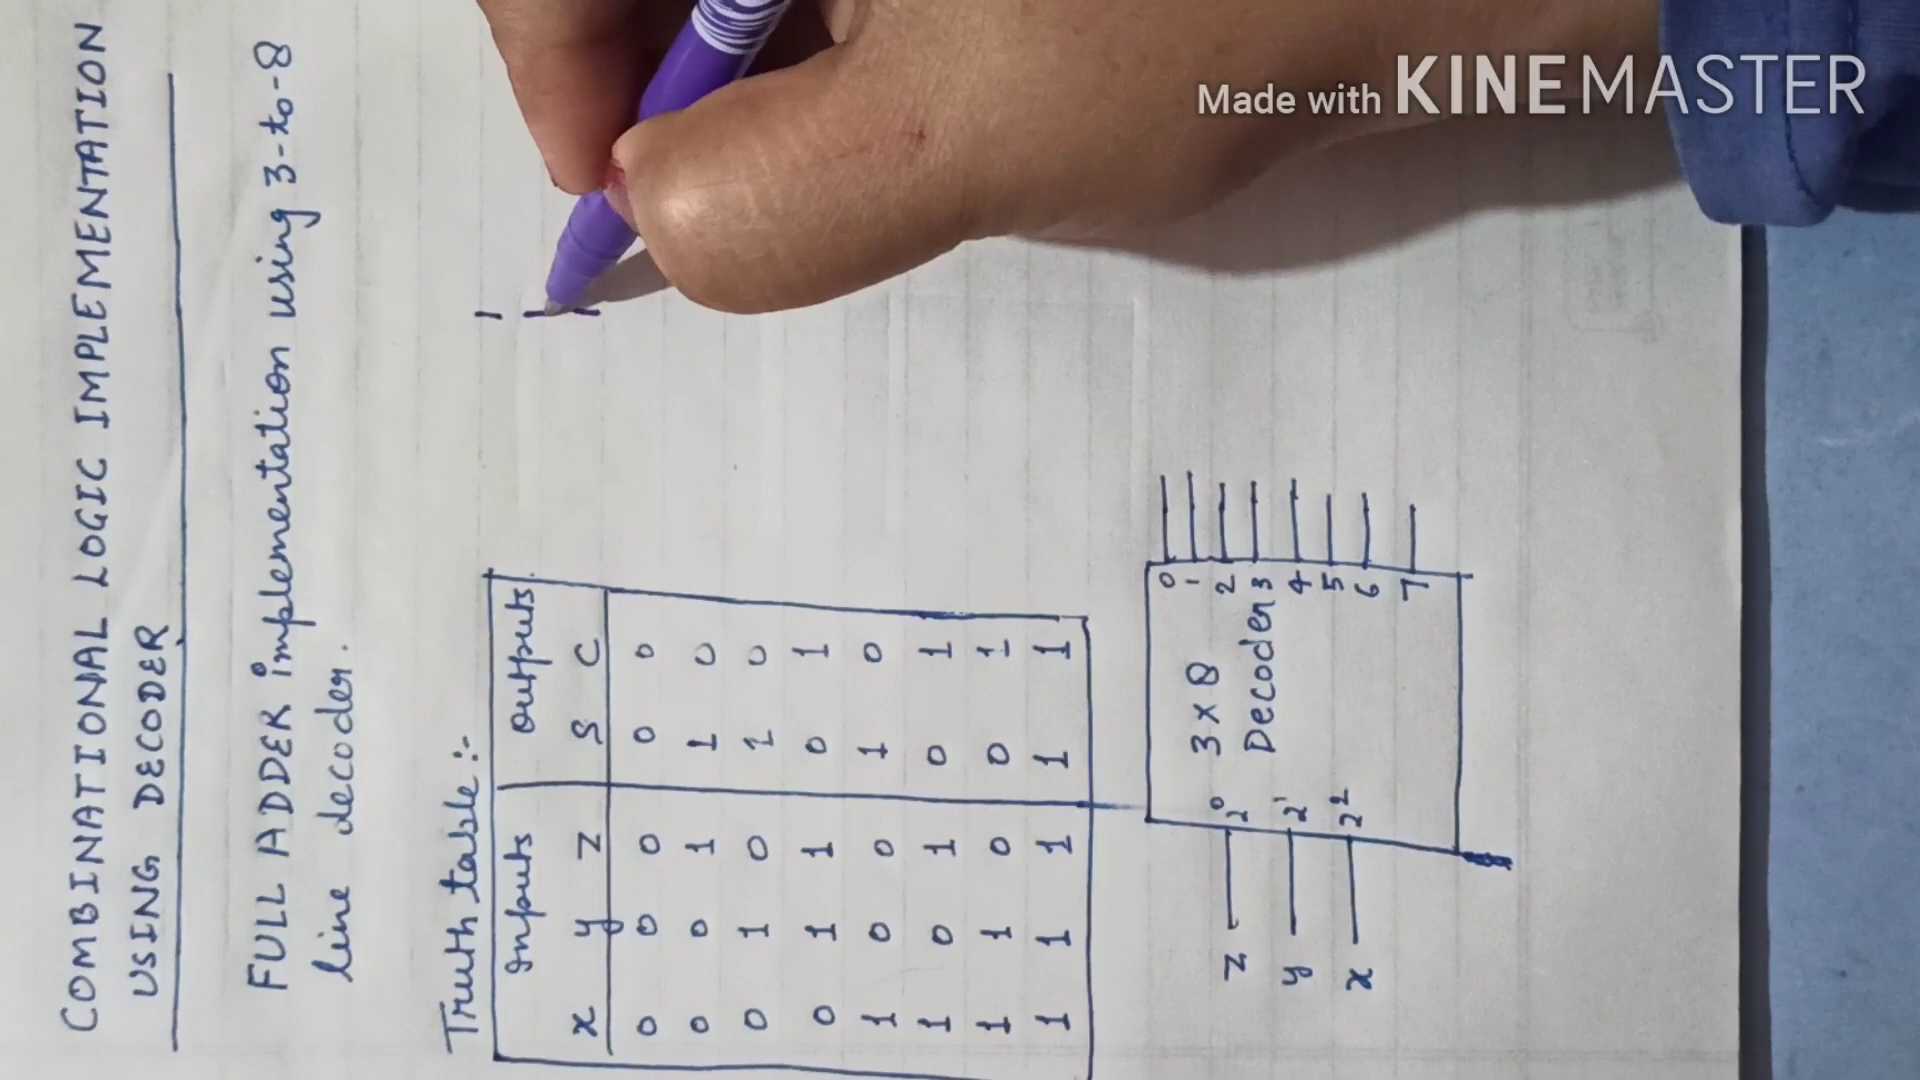 COMBINATIONAL LOGIC IMPLEMENTATION
USING DECODER
FULL ADDER implementation using 3-to-8
line decoder.
Truth table :-
Inputs Outputs
x y z S C
0 0 0 0 0
0 0 1 1 0
0 1 0 1 0
0 1 1 0 1
1 0 0 1 0
1 0 1 0 1
1 1 0 0 1
1 1 1 1 1
z 2⁰ 3x8 0
y 2¹ Decoder 1
x 2² 2
3
4
5
6
7
Made with KINEMASTER